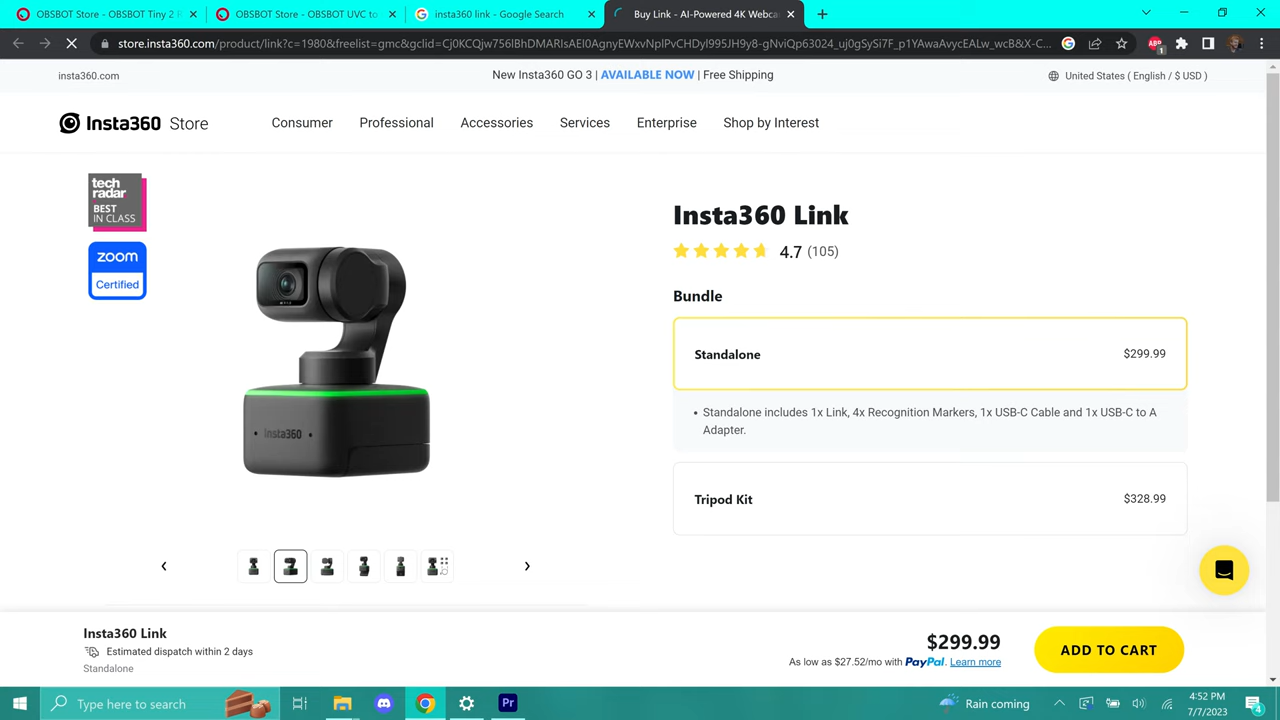 OBSBOT Store - OBSBOT Tiny 2 F
OBSBOT Store - OBSBOT UVC to
insta360 link - Google Search
Buy Link - AI-Powered 4K Webca
store.insta360.com/product/link?c=1980&freelist=gmc&gclid=Cj0KCQjw756lBhDMARIsAEI0AgnyEWxvNplPvCHDyl995JH9y8-gNviQp63024_uj0gSySi7F_p1YAwaAvycEALw_wcB&X-C...
insta360.com
New Insta360 GO 3 | AVAILABLE NOW | Free Shipping
United States ( English / $ USD )
Insta360 Store
Consumer
Professional
Accessories
Services
Enterprise
Shop by Interest
tech
radar
BEST
IN CLASS
zoom
Certified
Insta360
Insta360 Link
4.7 (105)
Bundle
Standalone $299.99
• Standalone includes 1x Link, 4x Recognition Markers, 1x USB-C Cable and 1x USB-C to A
Adapter.
Tripod Kit $328.99
Insta360 Link
Estimated dispatch within 2 days
Standalone
$299.99
As low as $27.52/mo with PayPal. Learn more
ADD TO CART
Type here to search
Pr
Rain coming
4:52 PM
7/7/2023
4